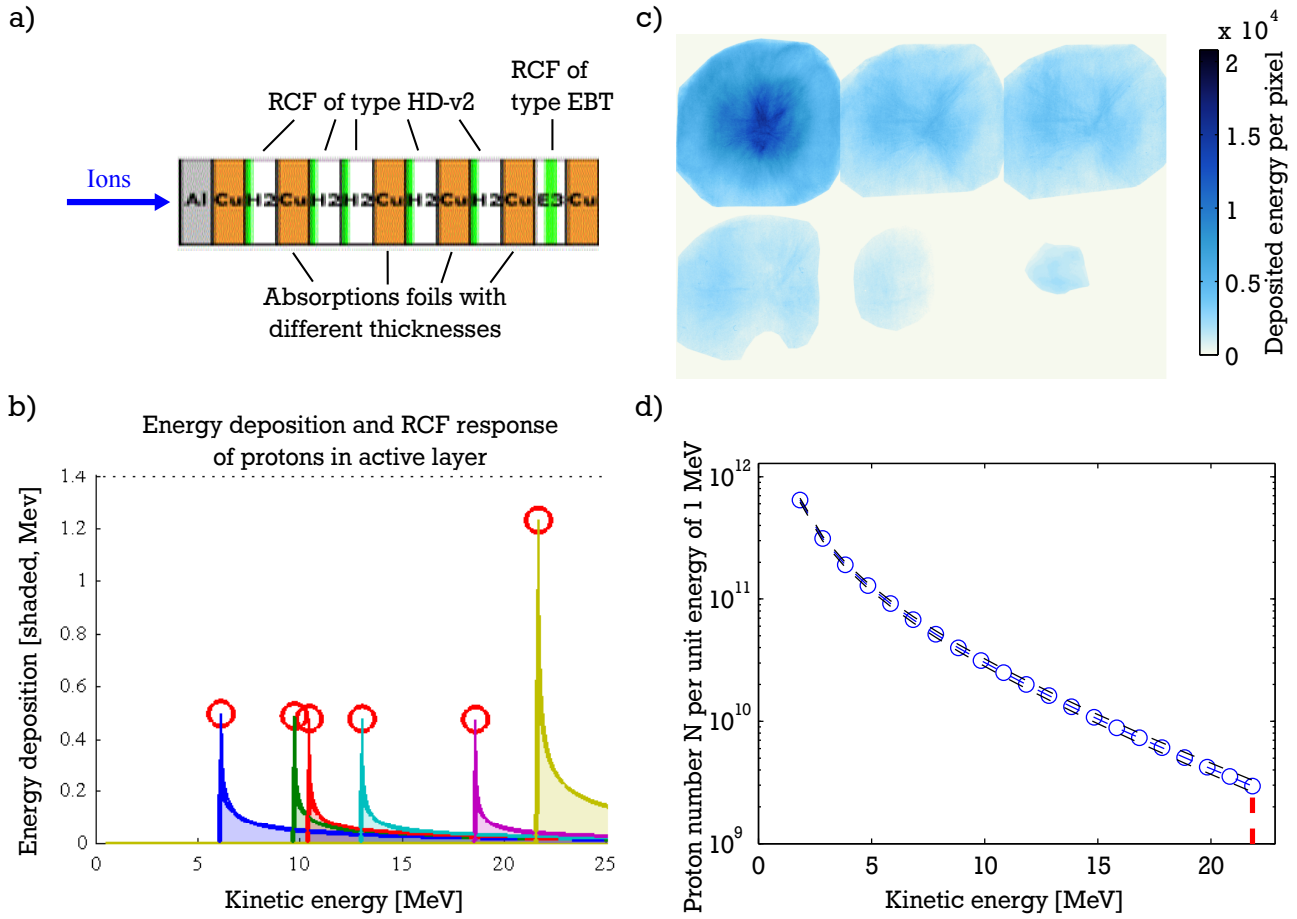 a)
RCF of type HD-v2
RCF of
type EBT
Ions
Al Cu H2 Cu H2 H2 Cu H2 Cu H2 Cu E3 Cu
Absorptions foils with
different thicknesses
c)
x 10^4
2
1.5
1
0.5
0
Deposited energy per pixel
b)
Energy deposition and RCF response
of protons in active layer
Energy deposition [shaded, Mev]
1.4
1.2
1
0.8
0.6
0.4
0.2
0
0 5 10 15 20 25
Kinetic energy [MeV]
d)
Proton number N per unit energy of 1 MeV
10^12
10^11
10^10
10^9
0 5 10 15 20
Kinetic energy [MeV]